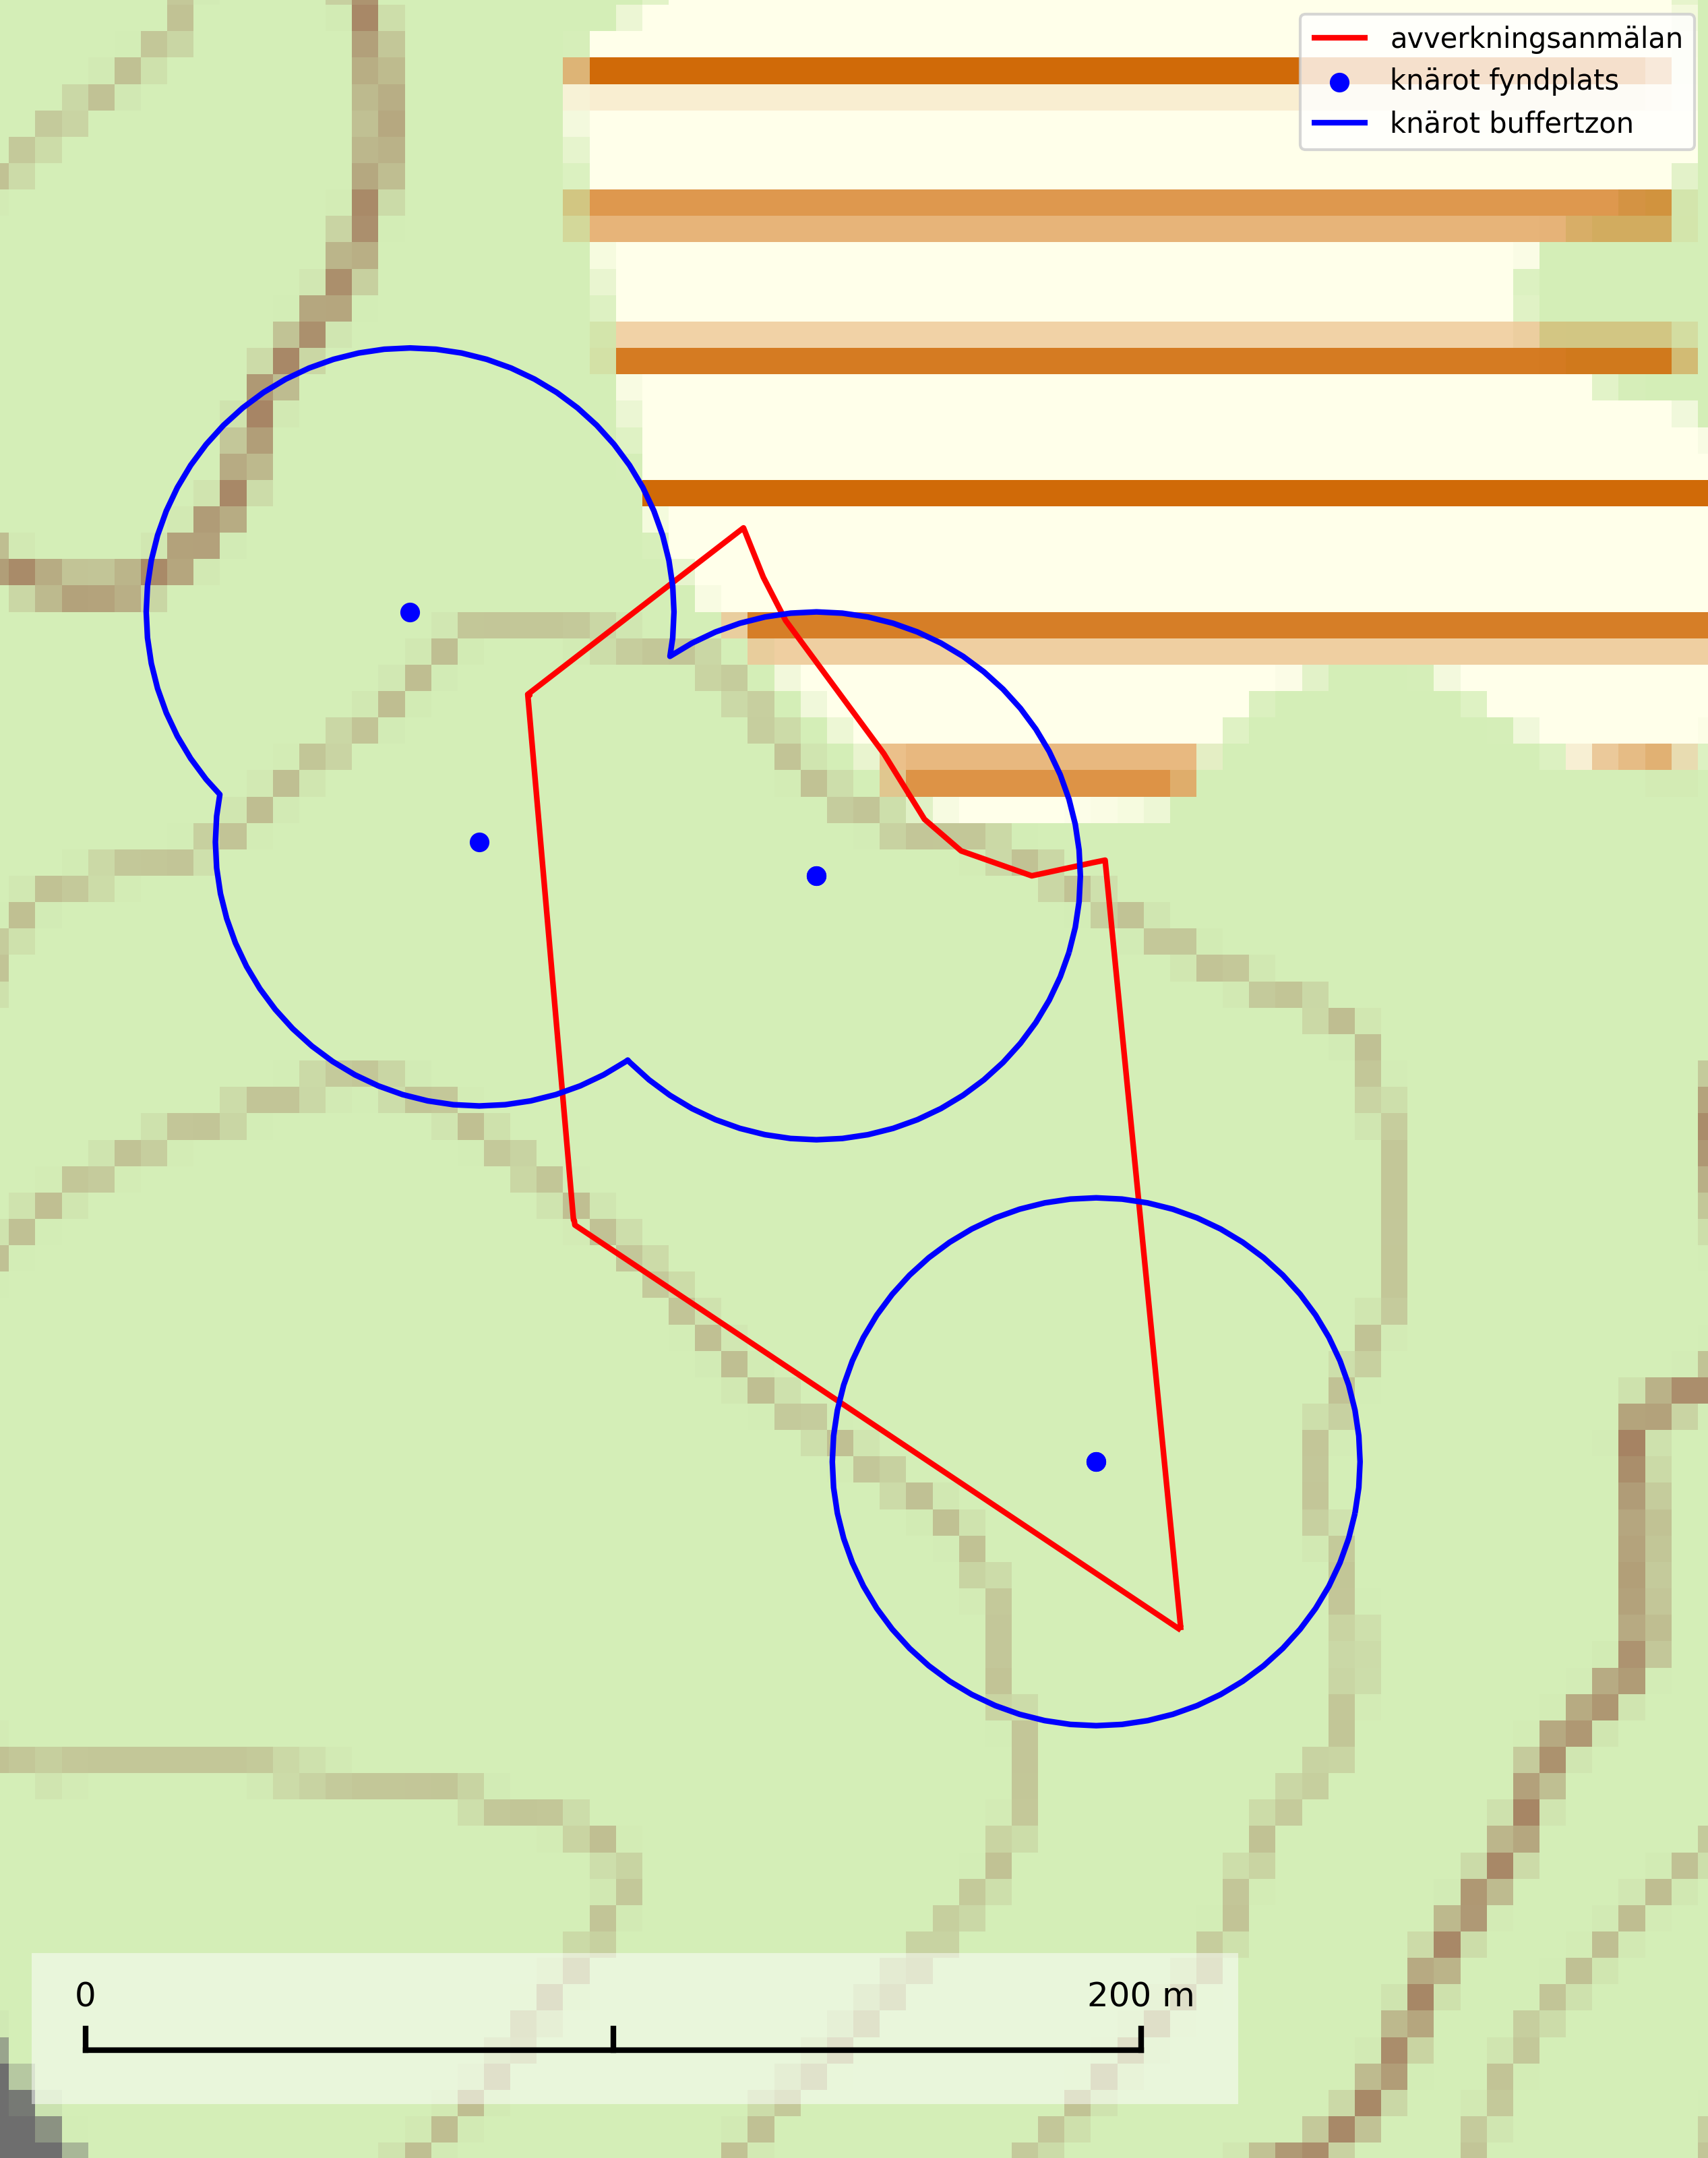 avverkningsanmälan
knärot fyndplats
knärot buffertzon
0 200 m